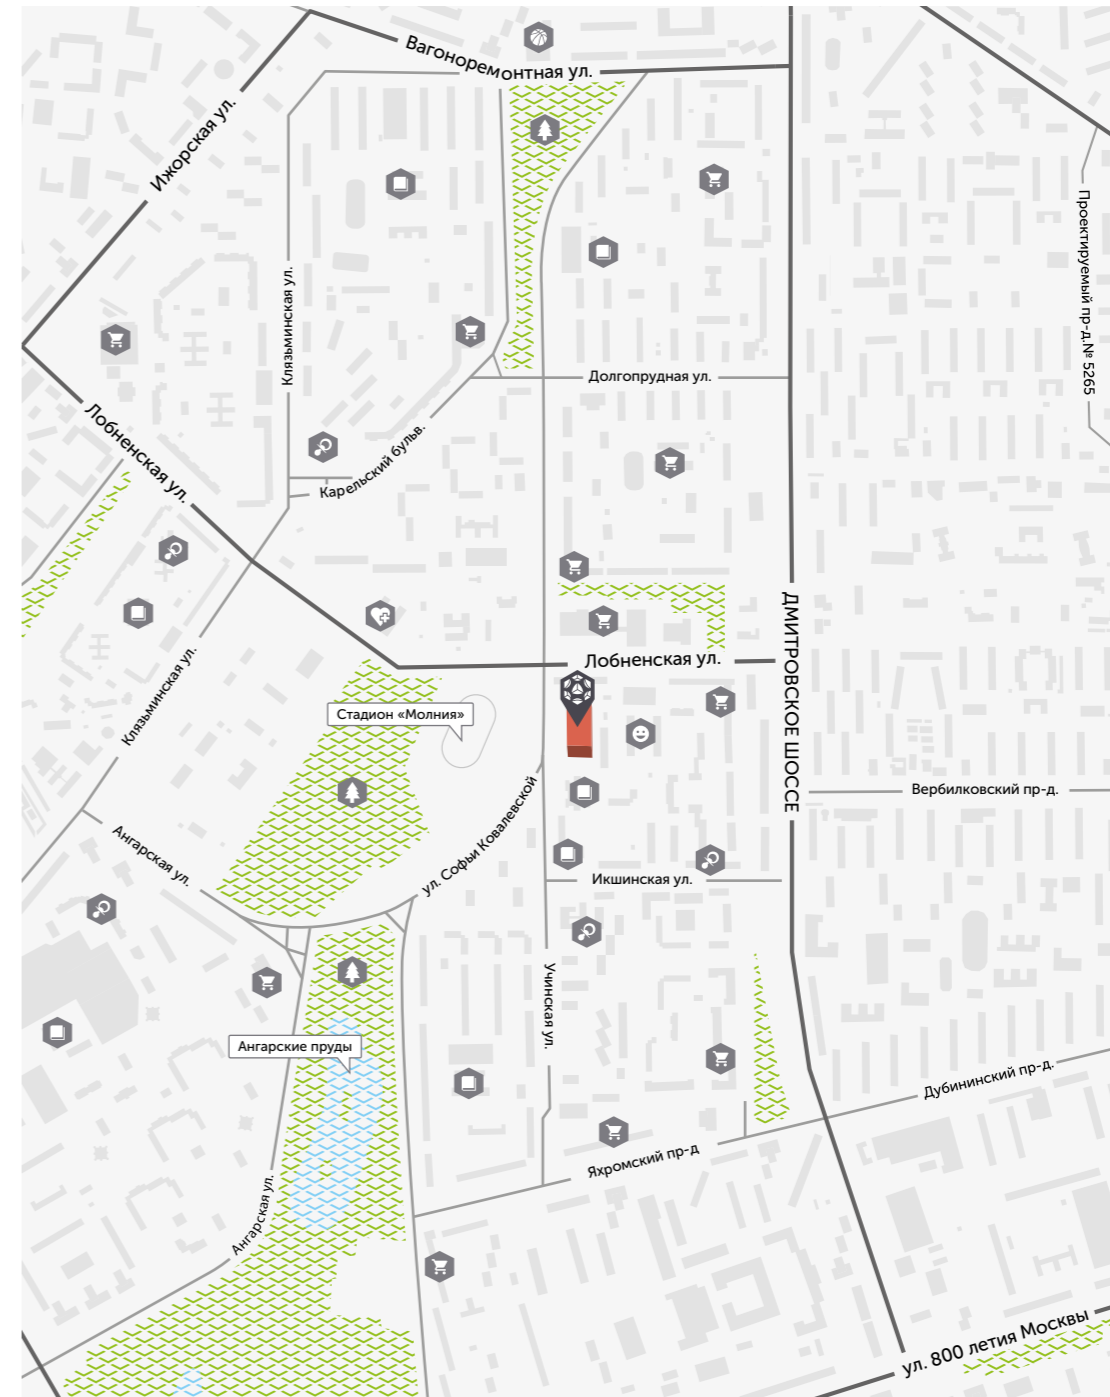 Вагоноремонтная ул.
Ижорская ул.
Проектируемый пр-д.№ 5265
Клязьминская ул.
Долгопрудная ул.
Лобненская ул.
Карельский бульв.
ДМИТРОВСКОЕ ШОССЕ
Лобненская ул.
Клязьминская ул.
Стадион «Молния»
Вербилковский пр-д.
ул. Софьи Ковалевской
Ангарская ул.
Икшинская ул.
Учинская ул.
Ангарские пруды
Дубнинский пр-д.
Яхромский пр-д
Ангарская ул.
ул. 800 летия Москвы